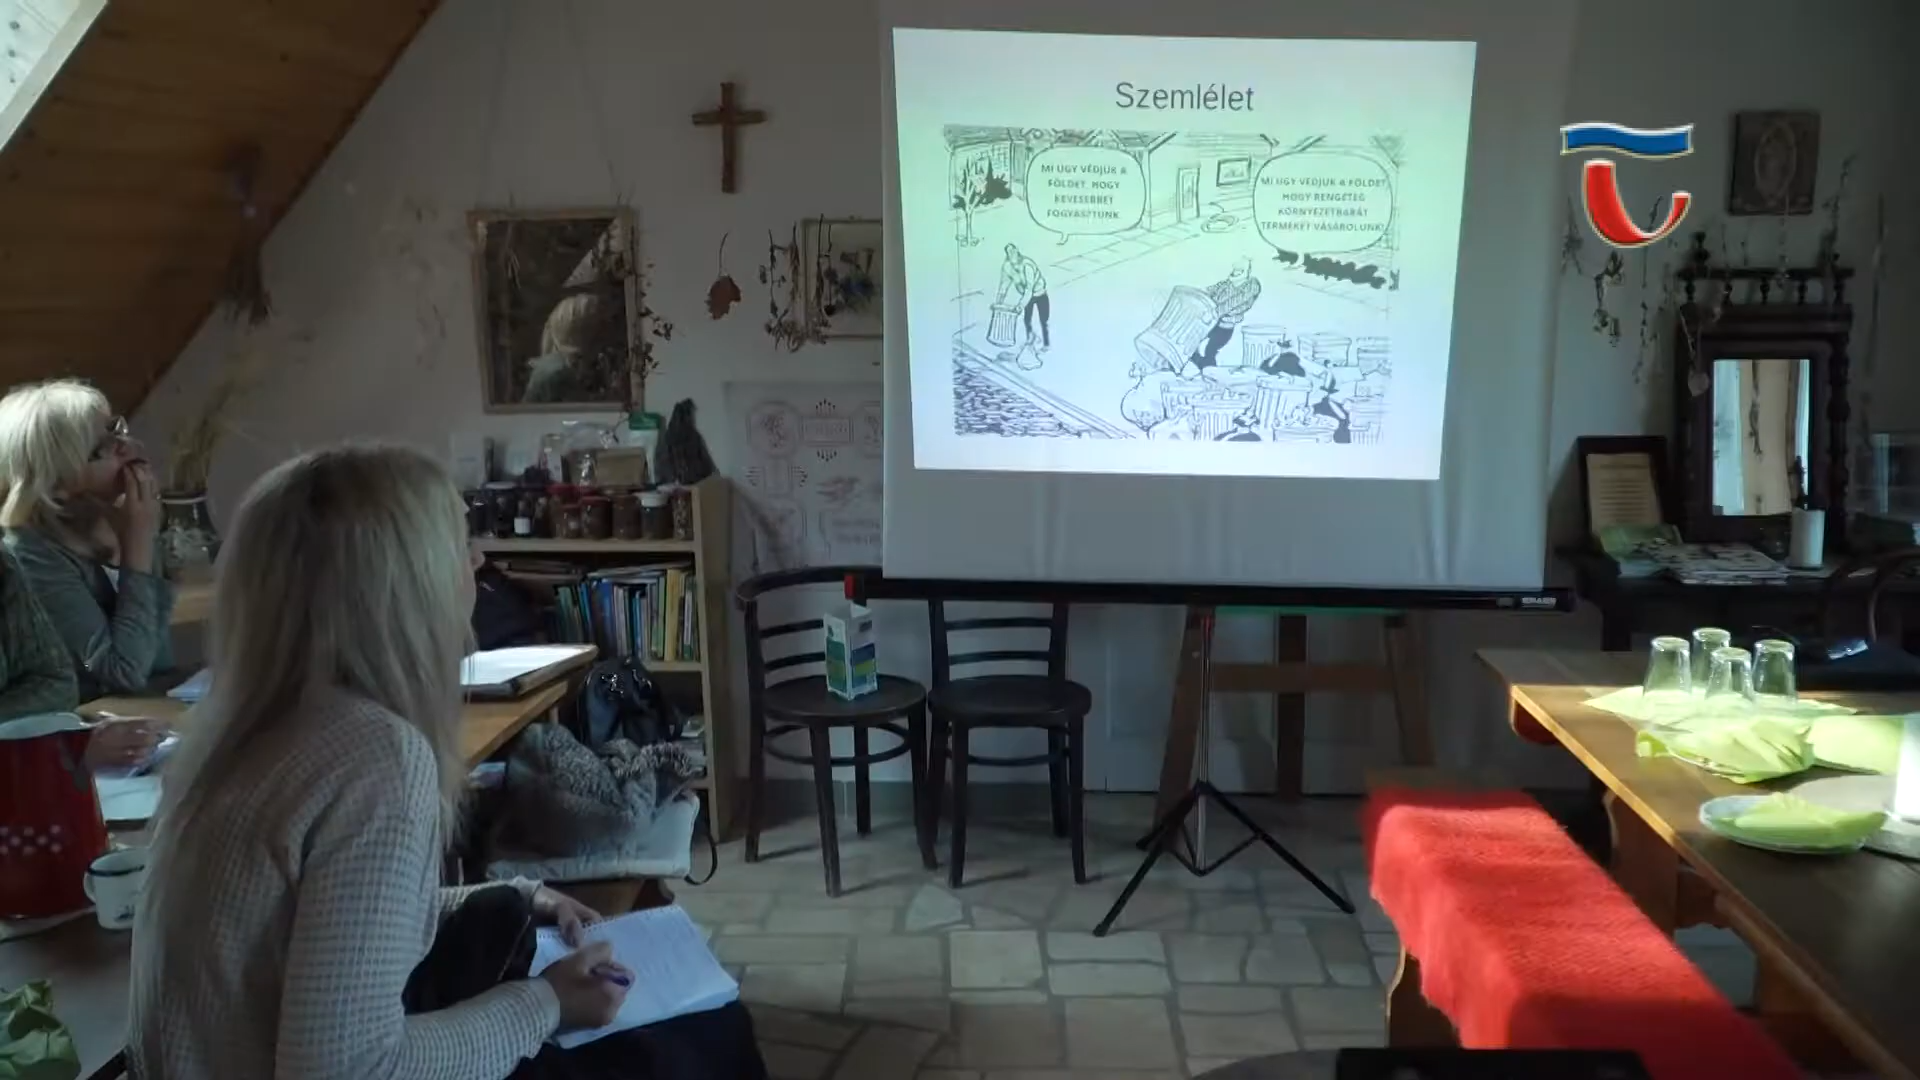 Szemlélet
MI ÚGY VÉDJÜK A
FÖLDET, HOGY
KEVESEBBET
FOGYASZTUNK.
MI ÚGY VÉDJÜK A FÖLDET,
HOGY RENGETEG
KÖRNYEZETBARÁT
TERMÉKET VÁSÁROLUNK!